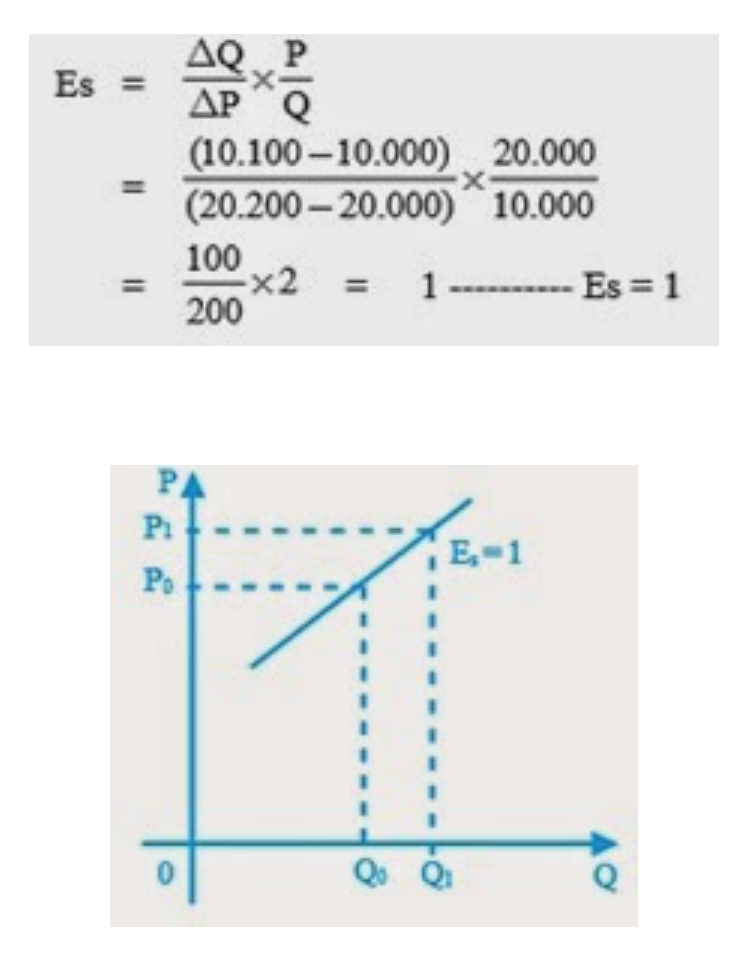 Es = ΔQ/ΔP × P/Q
= (10.100 – 10.000)/(20.200 – 20.000) × 20.000/10.000
= 100/200 × 2 = 1 ---------- Es = 1
P
P₁
Eₛ = 1
P₀
0
Q₀
Q₁
Q